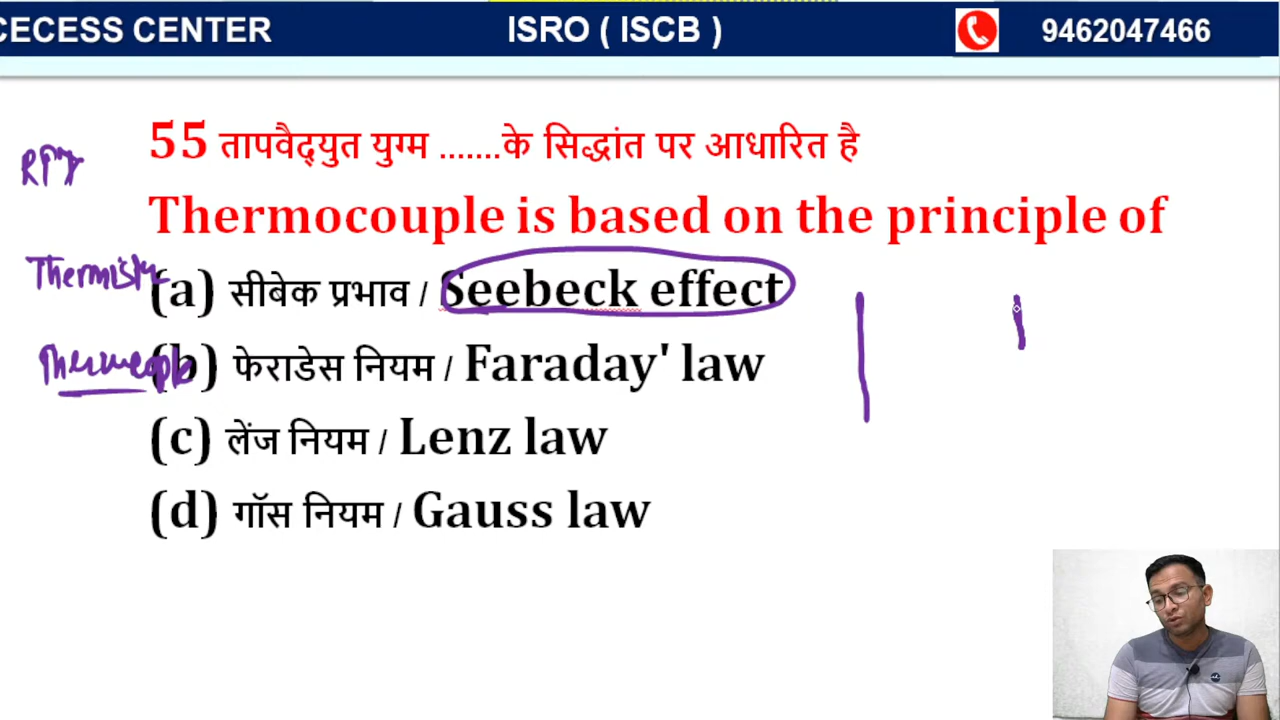 CECESS CENTER ISRO ( ISCB ) 9462047466
55 तापवैद्युत युग्म .......के सिद्धांत पर आधारित है
Thermocouple is based on the principle of
(a) सीबेक प्रभाव / Seebeck effect
(b) फेराडेस नियम / Faraday' law
(c) लेंज नियम / Lenz law
(d) गॉस नियम / Gauss law